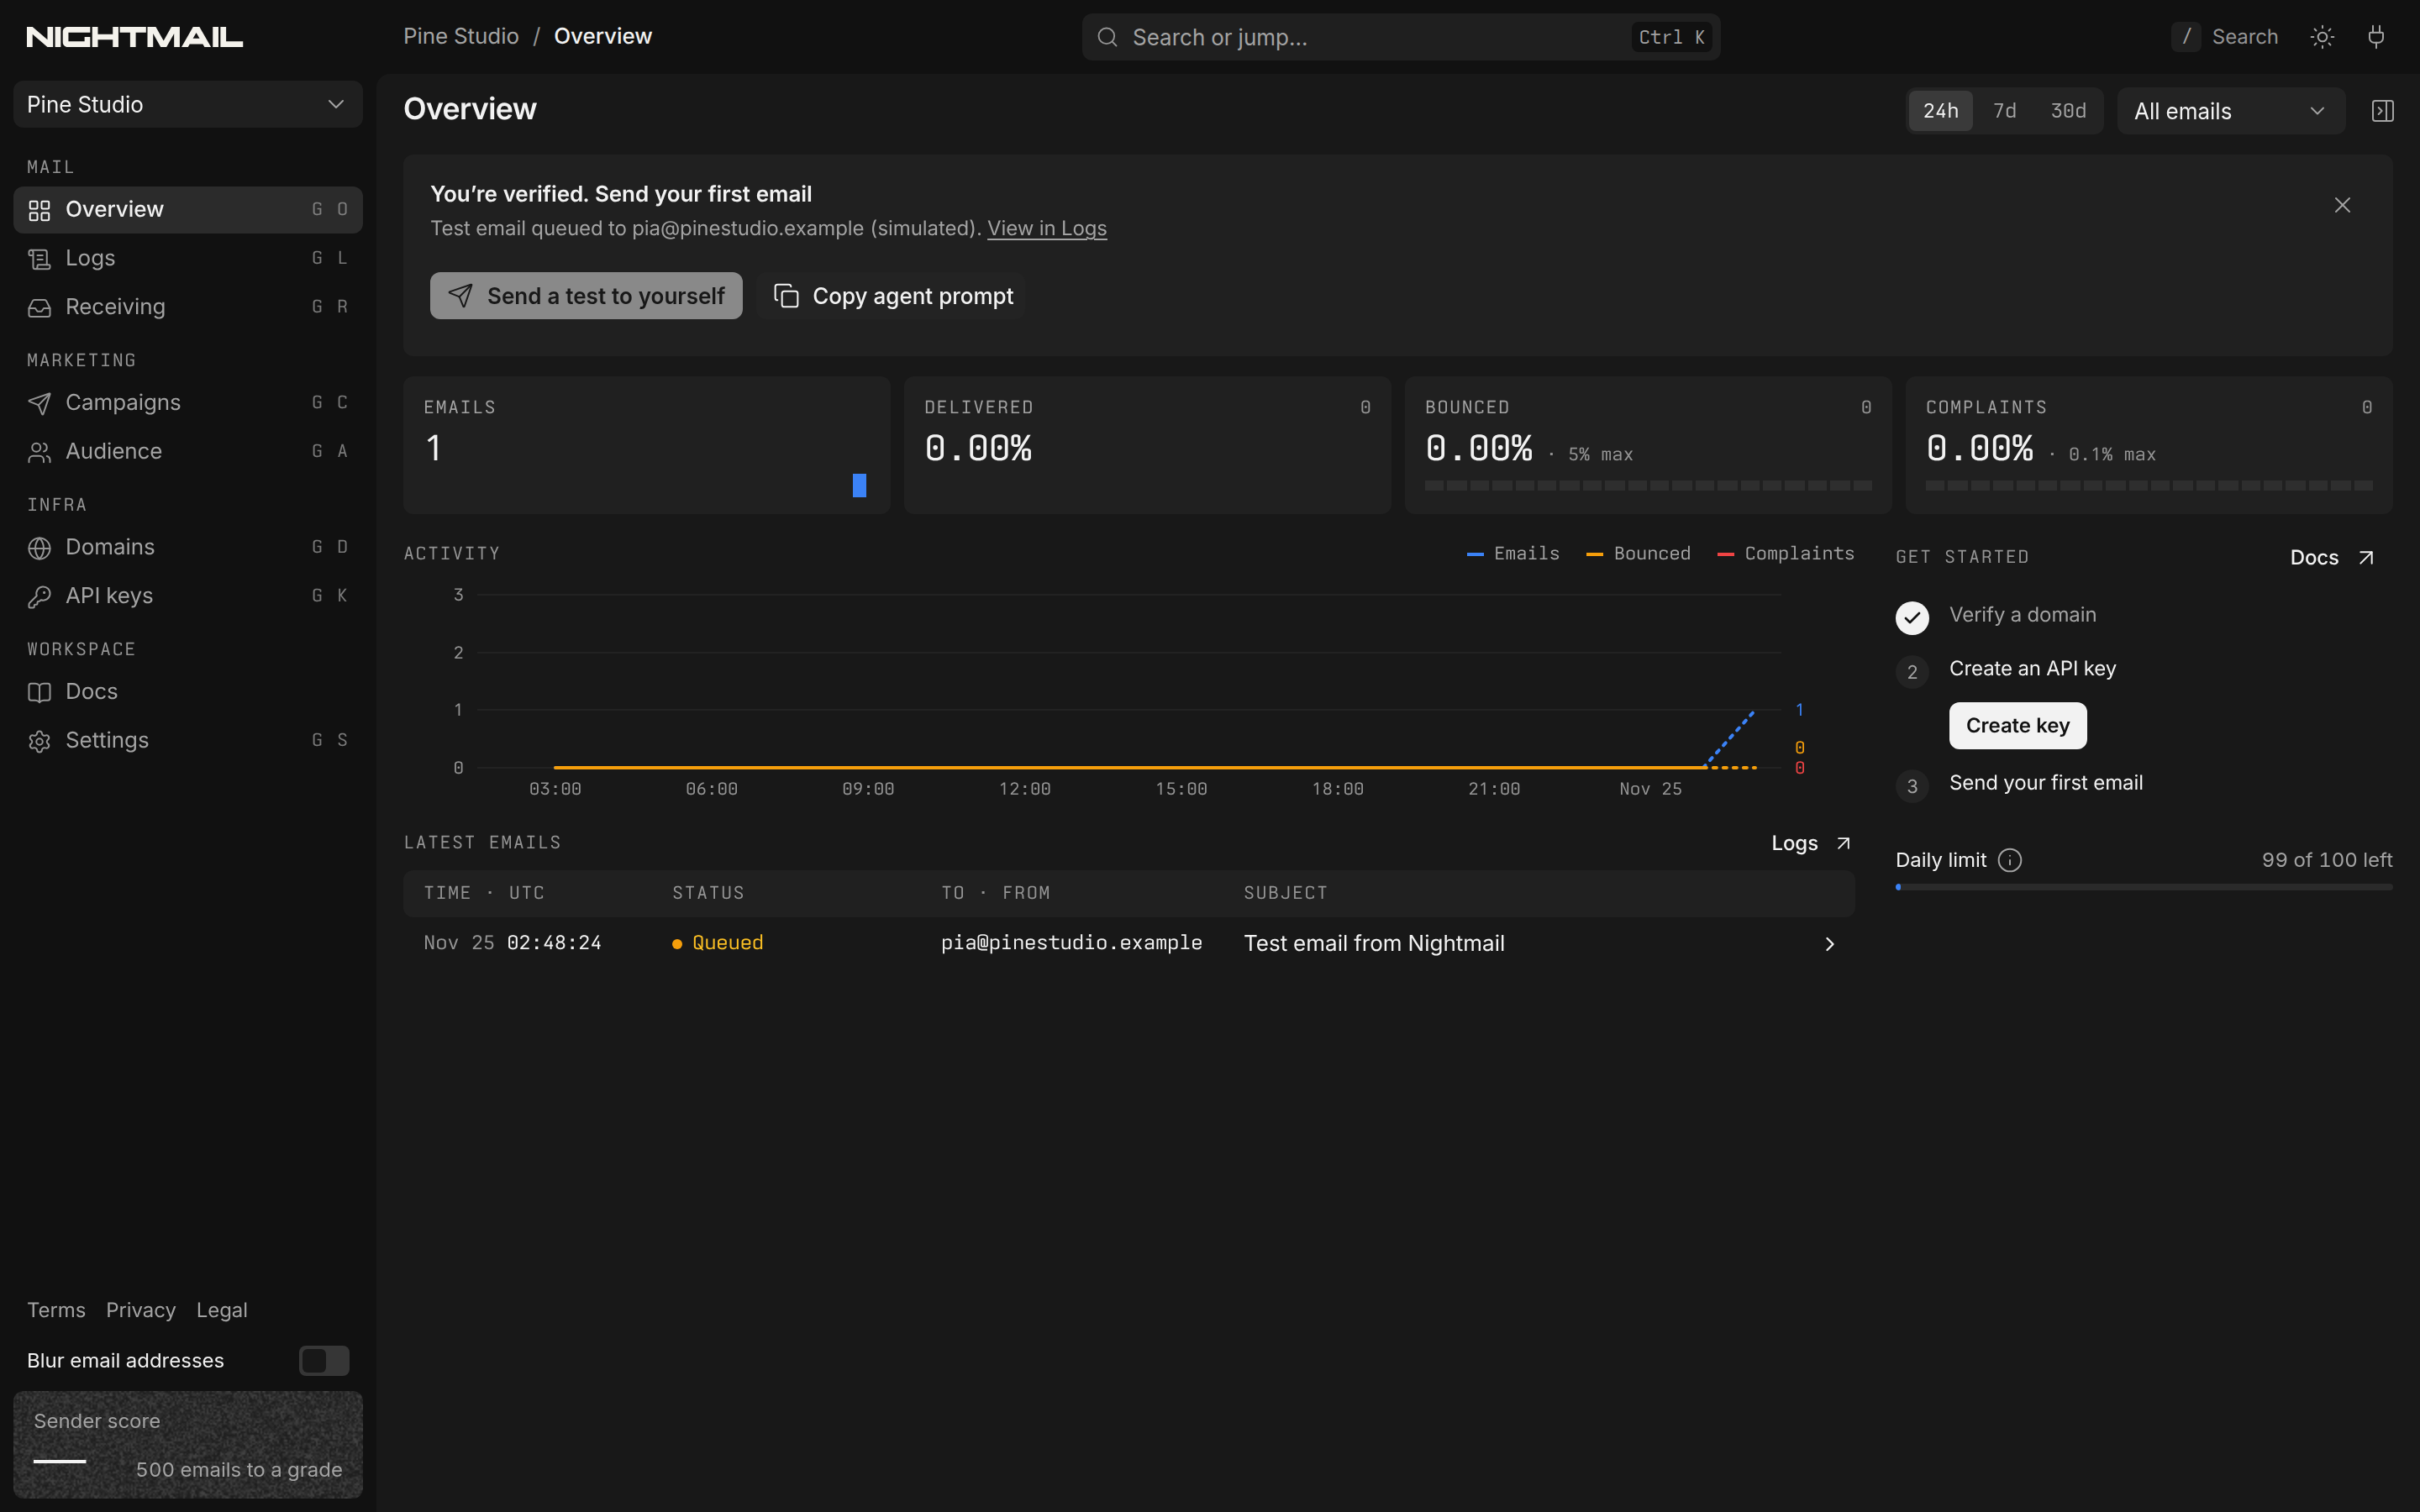 NIGHTMAIL
Pine Studio / Overview
Search or jump... Ctrl K
/ Search
Pine Studio
MAIL
Overview G O
Logs G L
Receiving G R
MARKETING
Campaigns G C
Audience G A
INFRA
Domains G D
API keys G K
WORKSPACE
Docs
Settings G S
Terms Privacy Legal
Blur email addresses
Sender score
500 emails to a grade
Overview
24h 7d 30d All emails
You’re verified. Send your first email
Test email queued to pia@pinestudio.example (simulated). View in Logs
Send a test to yourself Copy agent prompt
EMAILS
1
DELIVERED 0
0.00%
BOUNCED 0
0.00% · 5% max
COMPLAINTS 0
0.00% · 0.1% max
ACTIVITY Emails Bounced Complaints
3
2
1 1
0
0 0
03:00 06:00 09:00 12:00 15:00 18:00 21:00 Nov 25
LATEST EMAILS Logs
TIME · UTC STATUS TO · FROM SUBJECT
Nov 25 02:48:24 Queued pia@pinestudio.example Test email from Nightmail
GET STARTED Docs
Verify a domain
2 Create an API key
Create key
3 Send your first email
Daily limit 99 of 100 left